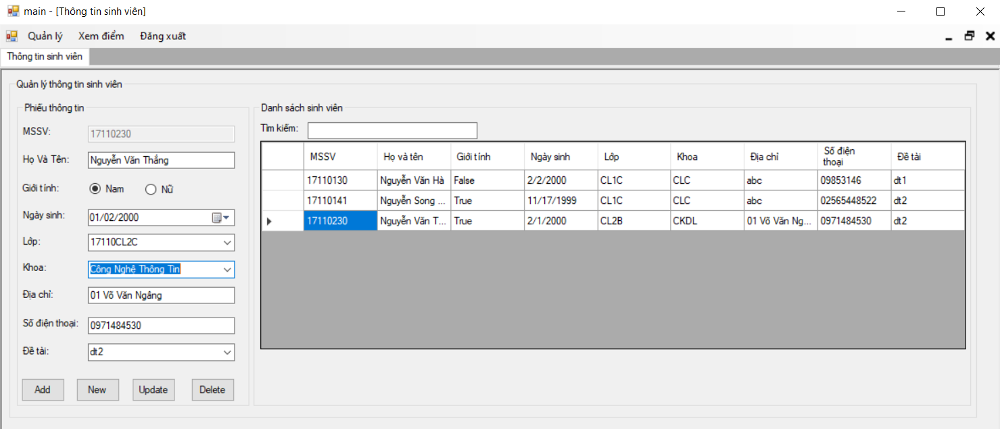 main - [Thông tin sinh viên]
Quản lý Xem điểm Đăng xuất
Thông tin sinh viên
Quản lý thông tin sinh viên
Phiếu thông tin
MSSV: 17110230
Họ Và Tên: Nguyễn Văn Thắng
Giới tính: Nam Nữ
Ngày sinh: 01/02/2000
Lớp: 17110CL2C
Khoa: Công Nghệ Thông Tin
Địa chỉ: 01 Võ Văn Ngâng
Số điện thoại: 0971484530
Đề tài: dt2
Add New Update Delete
Danh sách sinh viên
Tìm kiếm:
MSSV Họ và tên Giới tính Ngày sinh Lớp Khoa Địa chỉ Số điện thoại Đề tài
17110130 Nguyễn Văn Hà False 2/2/2000 CL1C CLC abc 09853146 dt1
17110141 Nguyễn Song ... True 11/17/1999 CL1C CLC abc 02565448522 dt2
17110230 Nguyễn Văn T... True 2/1/2000 CL2B CKDL 01 Võ Văn Ng... 0971484530 dt2